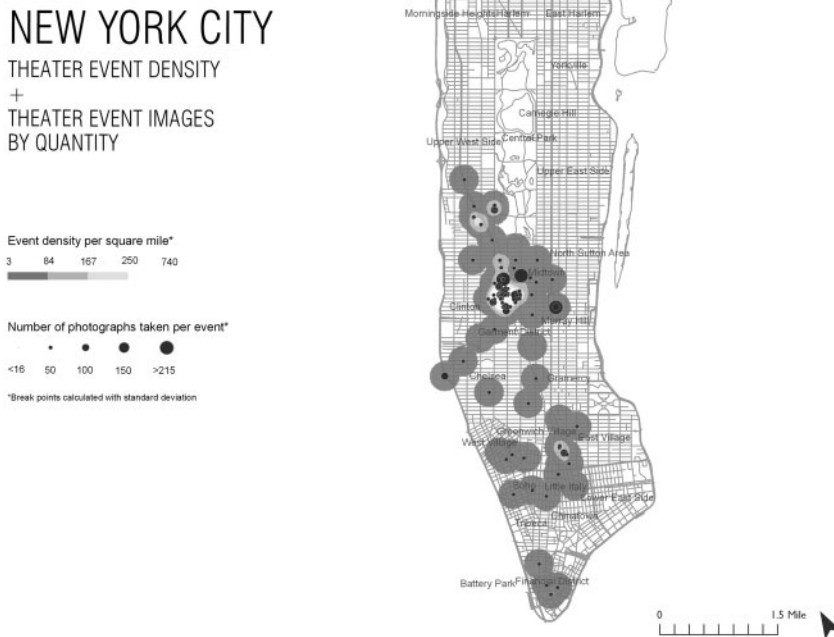 NEW YORK CITY
THEATER EVENT DENSITY
+
THEATER EVENT IMAGES
BY QUANTITY
Event density per square mile*
3 84 167 250 740
Number of photographs taken per event*
<16 50 100 150 >215
*Break points calculated with standard deviation
Morningside Heights Harlem East Harlem
Yorkville
Carnegie Hill
Central Park
Upper West Side
Upper East Side
North Sutton Area
Midtown
Clinton
Murray Hill
Garment District
Chelsea
Gramercy
Greenwich Village
East Village
West Village
Soho
Little Italy
Lower East Side
Chinatown
Tribeca
Financial District
Battery Park
0 1.5 Mile